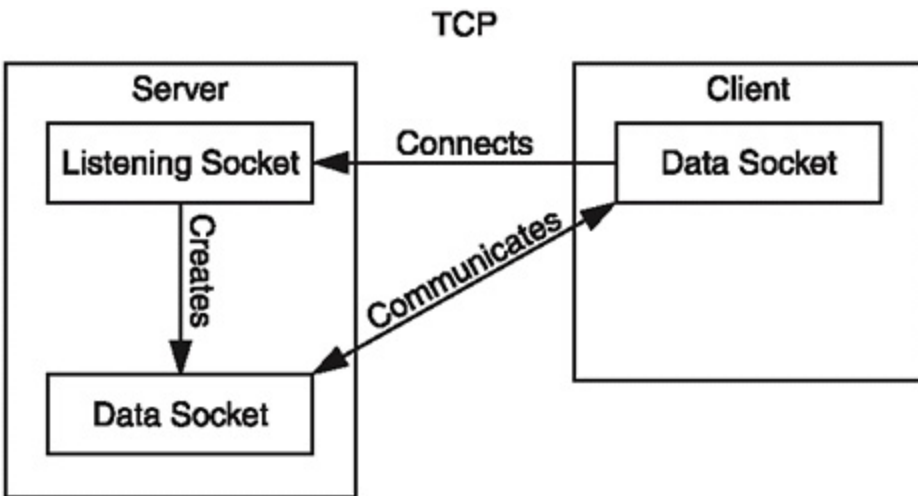 TCP
Server
Client
Listening Socket
Connects
Data Socket
Creates
Communicates
Data Socket